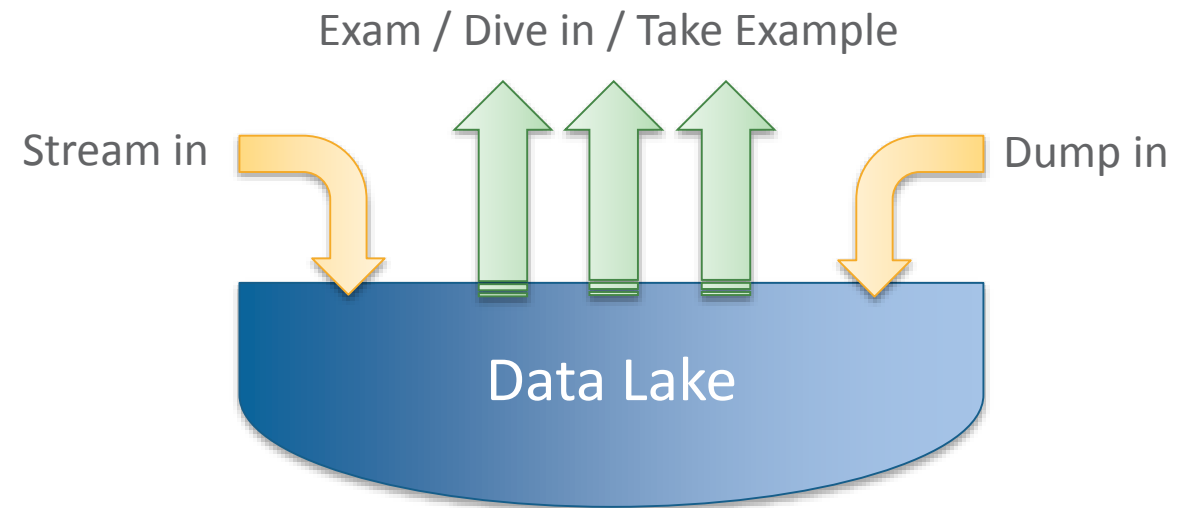 Exam / Dive in / Take Example
Stream in
Dump in
Data Lake